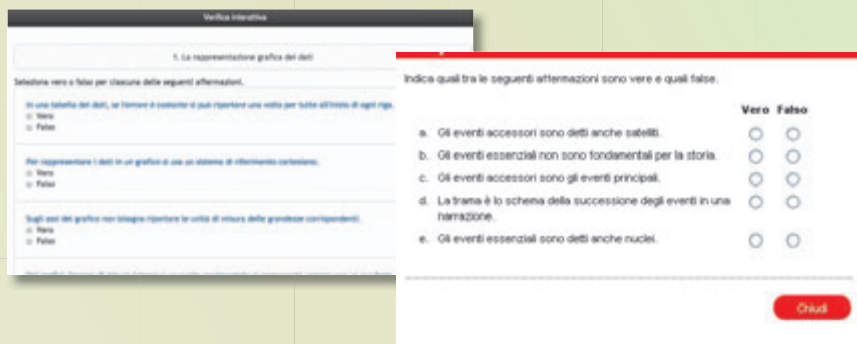 Verifica interattiva
1. La rappresentazione grafica dei dati
Seleziona vero o falso per ciascuna delle seguenti affermazioni.
In una tabella dei dati, se l'errore è costante si può riportare una volta per tutte all'inizio di ogni riga.
Vero
Falso
Per rappresentare i dati in un grafico si usa un sistema di riferimento cartesiano.
Vero
Falso
Sugli assi del grafico non bisogna riportare le unità di misura delle grandezze corrispondenti.
Vero
Falso
Indica quali tra le seguenti affermazioni sono vere e quali false.
Vero Falso
a. Gli eventi accessori sono detti anche satelliti.
b. Gli eventi essenziali non sono fondamentali per la storia.
c. Gli eventi accessori sono gli eventi principali.
d. La trama è lo schema della successione degli eventi in una
narrazione.
e. Gli eventi essenziali sono detti anche nuclei.
Chiudi